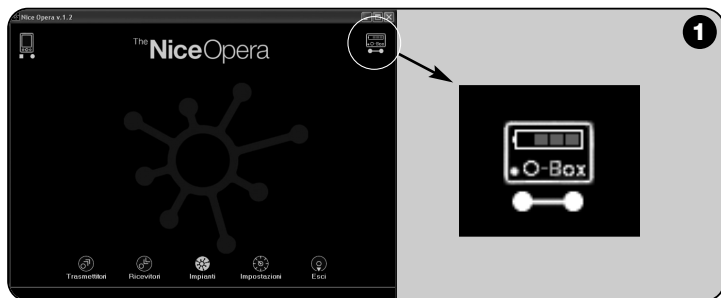 Nice Opera v.1.2
The NiceOpera
1
O-Box
Trasmettitori Ricevitori Impianti Impostazioni Esci